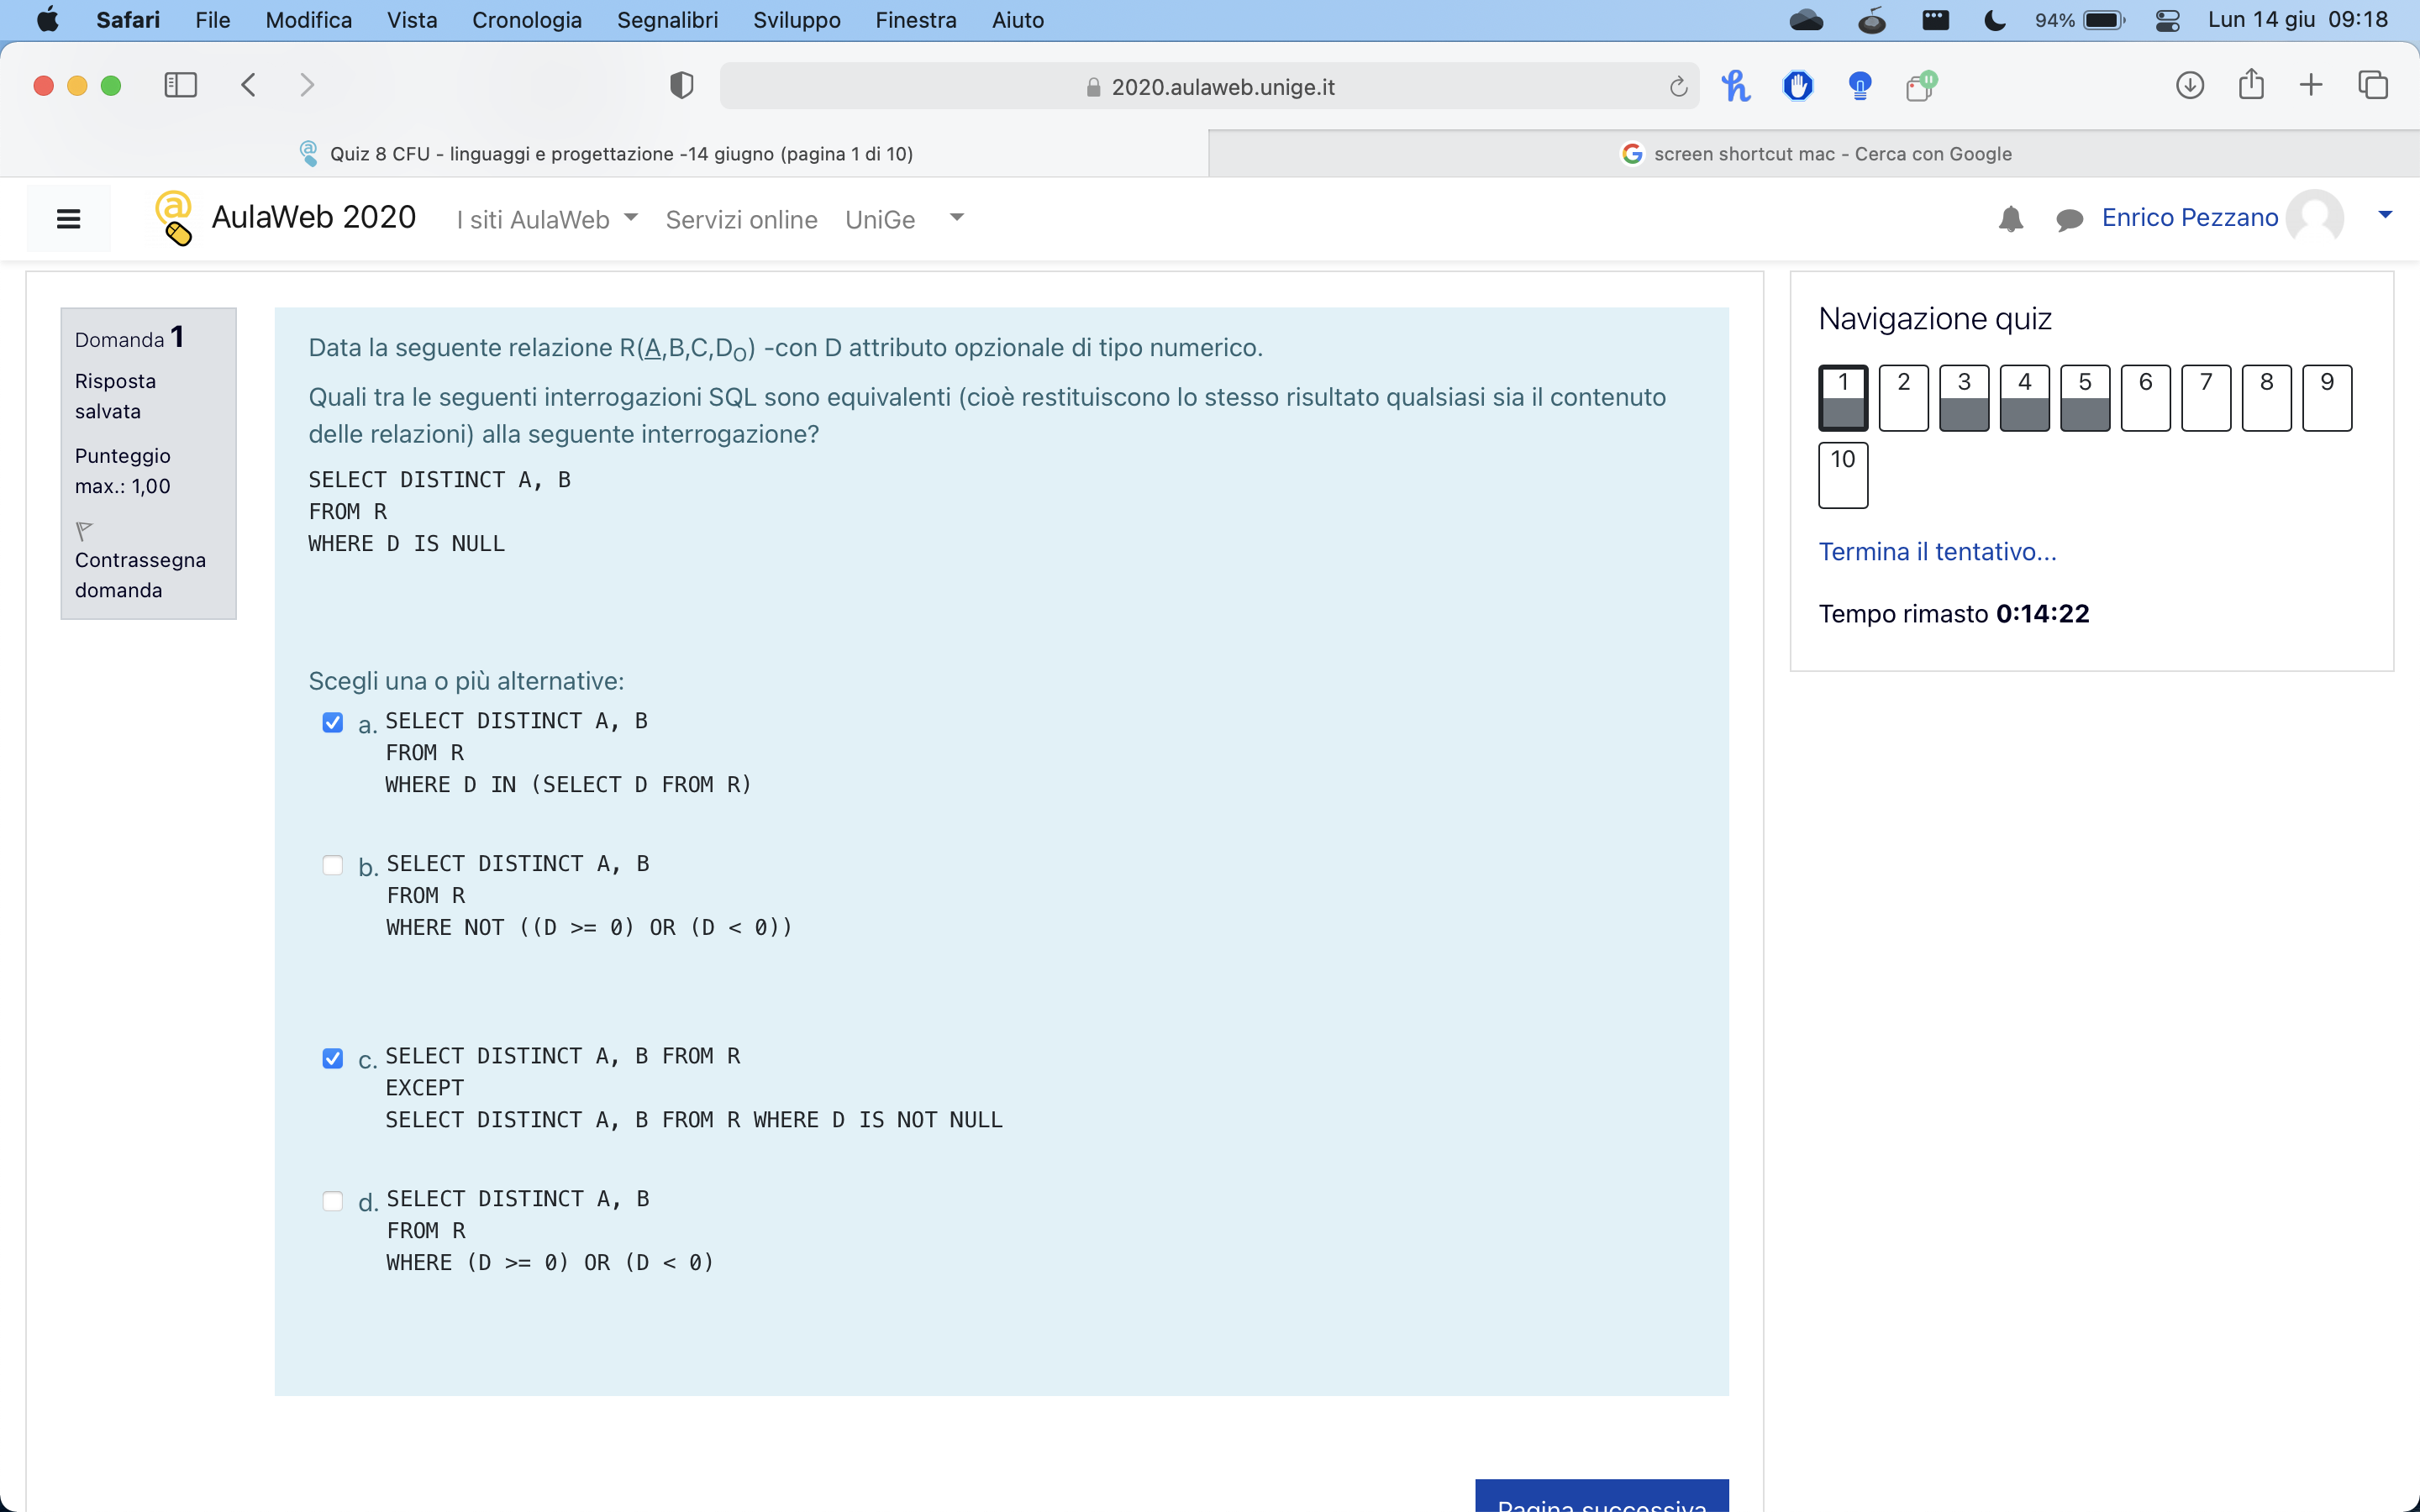 Safari File Modifica Vista Cronologia Segnalibri Sviluppo Finestra Aiuto 94% Lun 14 giu 09:18
2020.aulaweb.unige.it
Quiz 8 CFU - linguaggi e progettazione -14 giugno (pagina 1 di 10)
screen shortcut mac - Cerca con Google
AulaWeb 2020 I siti AulaWeb Servizi online UniGe Enrico Pezzano
Domanda 1
Risposta
salvata
Punteggio
max.: 1,00
Contrassegna
domanda
Data la seguente relazione R(A,B,C,DO) -con D attributo opzionale di tipo numerico.
Quali tra le seguenti interrogazioni SQL sono equivalenti (cioè restituiscono lo stesso risultato qualsiasi sia il contenuto
delle relazioni) alla seguente interrogazione?
SELECT DISTINCT A, B
FROM R
WHERE D IS NULL
Scegli una o più alternative:
a. SELECT DISTINCT A, B
FROM R
WHERE D IN (SELECT D FROM R)
b. SELECT DISTINCT A, B
FROM R
WHERE NOT ((D >= 0) OR (D < 0))
c. SELECT DISTINCT A, B FROM R
EXCEPT
SELECT DISTINCT A, B FROM R WHERE D IS NOT NULL
d. SELECT DISTINCT A, B
FROM R
WHERE (D >= 0) OR (D < 0)
Pagina successiva
Navigazione quiz
1 2 3 4 5 6 7 8 9
10
Termina il tentativo...
Tempo rimasto 0:14:22